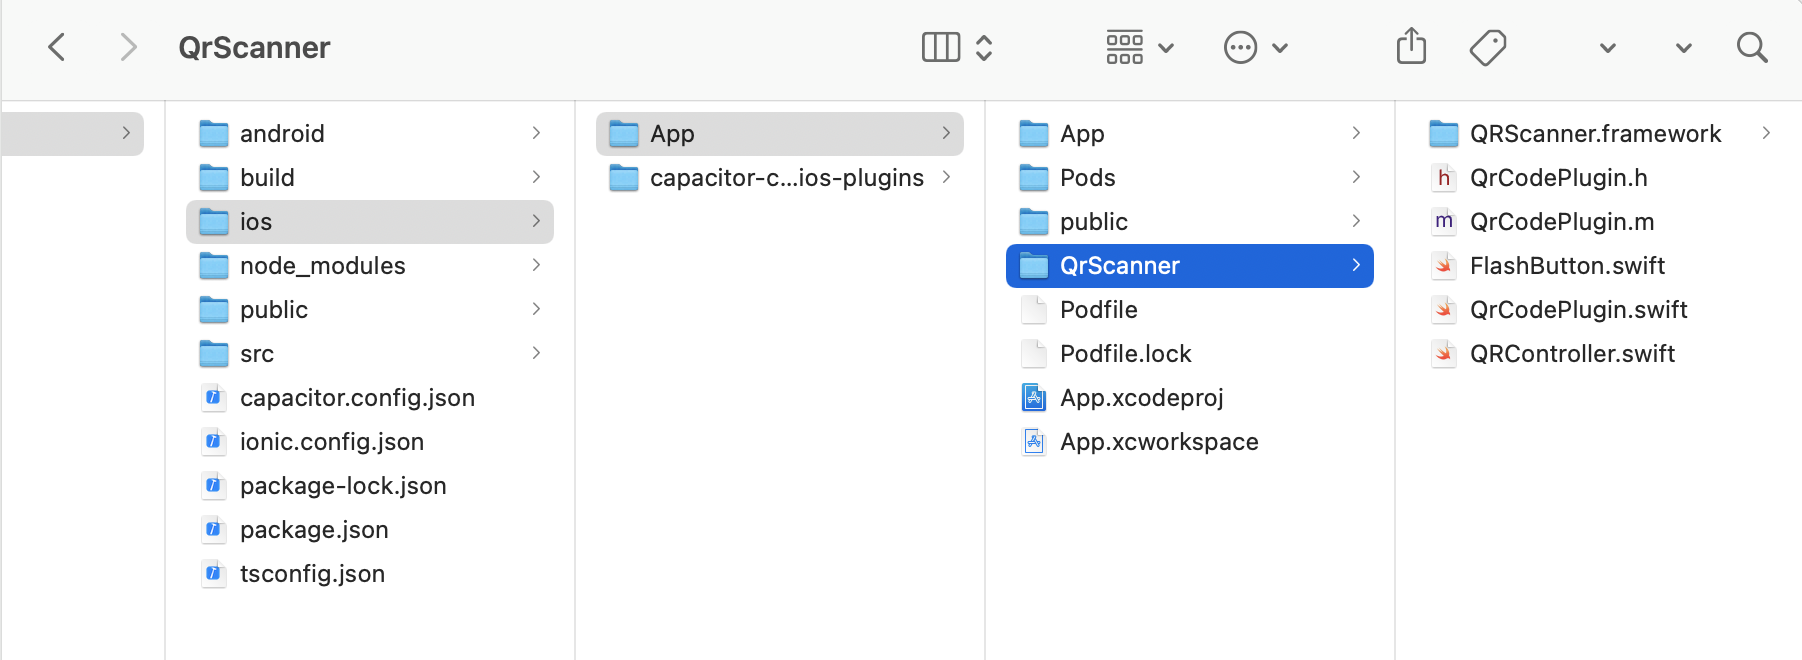 QrScanner
android
build
ios
node_modules
public
src
capacitor.config.json
ionic.config.json
package-lock.json
package.json
tsconfig.json
App
capacitor-c...ios-plugins
App
Pods
public
QrScanner
Podfile
Podfile.lock
App.xcodeproj
App.xcworkspace
QRScanner.framework
h QrCodePlugin.h
m QrCodePlugin.m
FlashButton.swift
QrCodePlugin.swift
QRController.swift